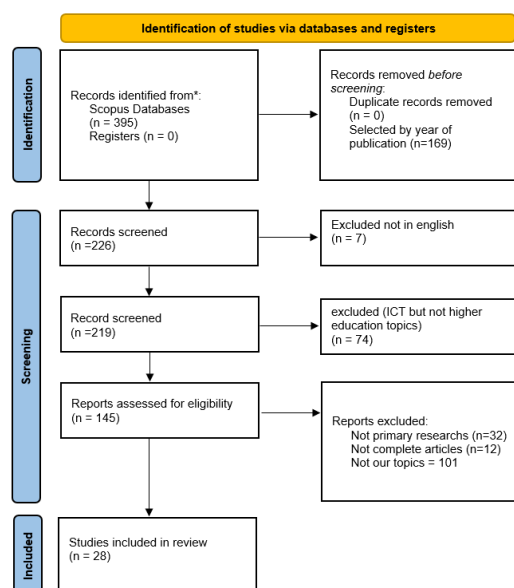 Identification of studies via databases and registers
Identification
Records identified from*:
Scopus Databases
(n = 395)
Registers (n = 0)
Records removed before
screening:
Duplicate records removed
(n = 0)
Selected by year of
publication (n=169)
Screening
Records screened
(n =226)
Excluded not in english
(n = 7)
Record screened
(n =219)
excluded (ICT but not higher
education topics)
(n = 74)
Reports assessed for eligibility
(n = 145)
Reports excluded:
Not primary researchs (n=32)
Not complete articles (n=12)
Not our topics = 101
Included
Studies included in review
(n = 28)